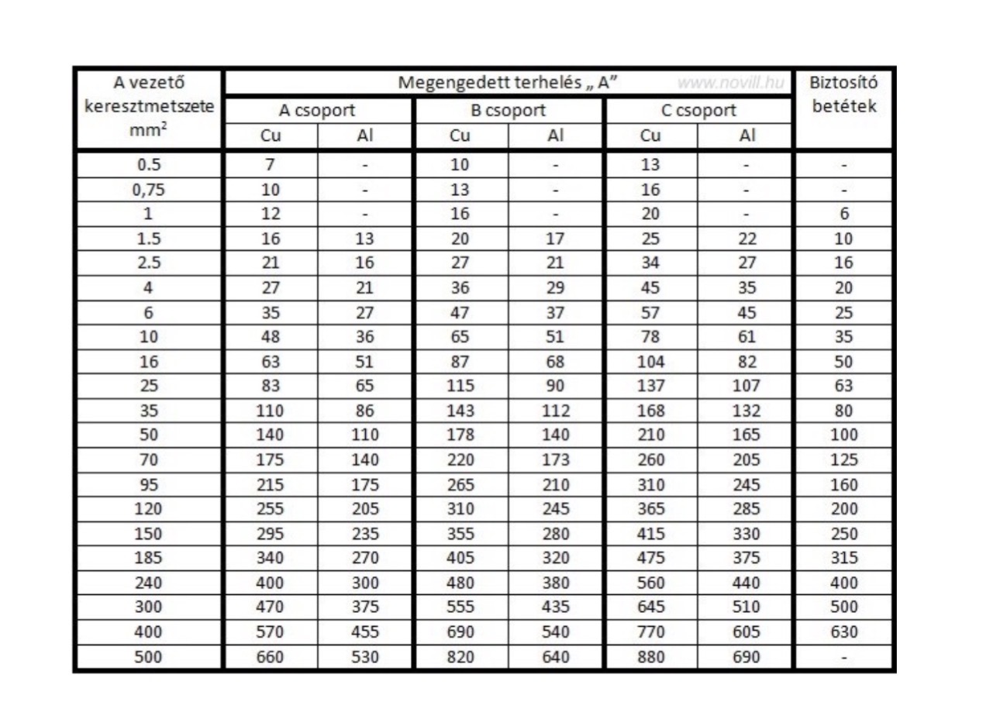 A vezető keresztmetszete mm² Megengedett terhelés „ A” www.novill.hu Biztosító betétek
A csoport B csoport C csoport
Cu Al Cu Al Cu Al
0.5 7 - 10 - 13 - -
0,75 10 - 13 - 16 - -
1 12 - 16 - 20 - 6
1.5 16 13 20 17 25 22 10
2.5 21 16 27 21 34 27 16
4 27 21 36 29 45 35 20
6 35 27 47 37 57 45 25
10 48 36 65 51 78 61 35
16 63 51 87 68 104 82 50
25 83 65 115 90 137 107 63
35 110 86 143 112 168 132 80
50 140 110 178 140 210 165 100
70 175 140 220 173 260 205 125
95 215 175 265 210 310 245 160
120 255 205 310 245 365 285 200
150 295 235 355 280 415 330 250
185 340 270 405 320 475 375 315
240 400 300 480 380 560 440 400
300 470 375 555 435 645 510 500
400 570 455 690 540 770 605 630
500 660 530 820 640 880 690 -